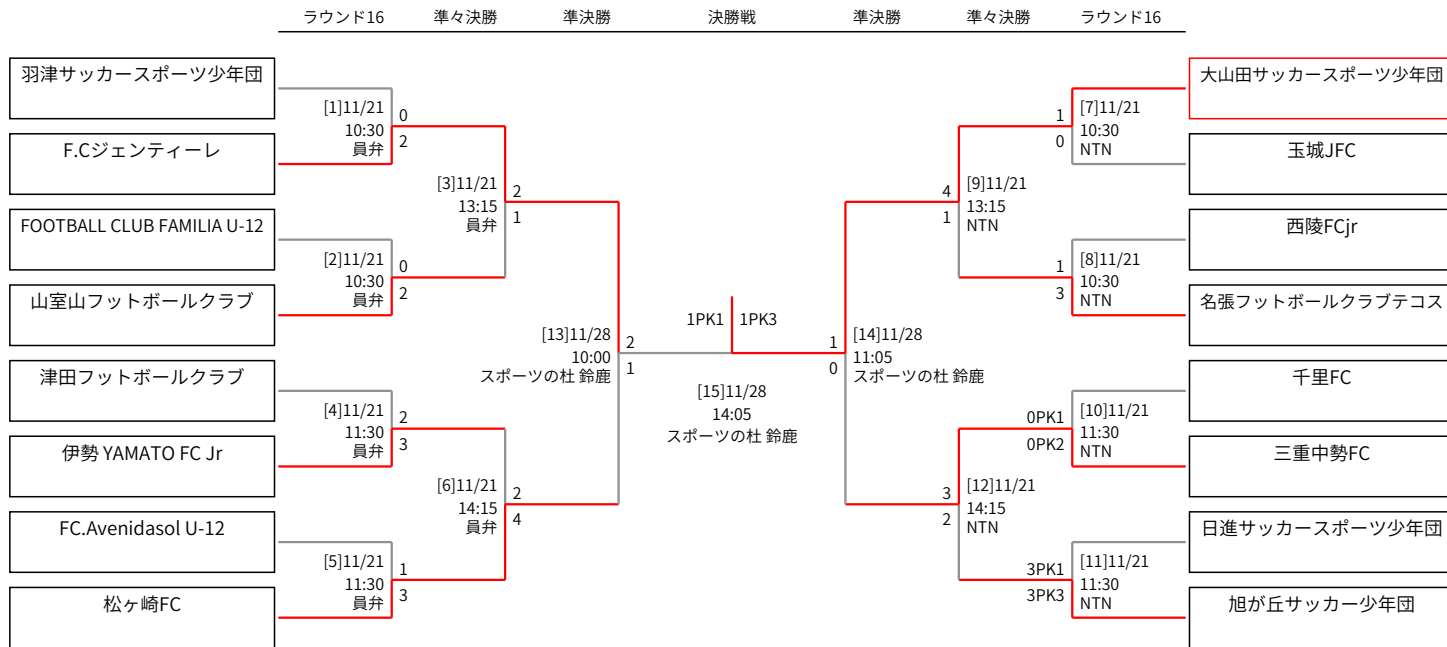 ラウンド16 準々決勝 準決勝 決勝戦 準決勝 準々決勝 ラウンド16
羽津サッカースポーツ少年団
[1]11/21
10:30
員弁
0
2
F.Cジェンティーレ
[3]11/21
13:15
員弁
2
1
FOOTBALL CLUB FAMILIA U-12
[2]11/21
10:30
員弁
0
2
山室山フットボールクラブ
[13]11/28
10:00
スポーツの杜 鈴鹿
2
1
津田フットボールクラブ
[4]11/21
11:30
員弁
2
3
伊勢 YAMATO FC Jr
[6]11/21
14:15
員弁
2
4
FC.Avenidasol U-12
[5]11/21
11:30
員弁
1
3
松ヶ崎FC
1PK1 1PK3
[15]11/28
14:05
スポーツの杜 鈴鹿
大山田サッカースポーツ少年団
1
0
[7]11/21
10:30
NTN
玉城JFC
4
1
[9]11/21
13:15
NTN
西陵FCjr
1
3
[8]11/21
10:30
NTN
名張フットボールクラブテコス
1
0
[14]11/28
11:05
スポーツの杜 鈴鹿
千里FC
0PK1
0PK2
[10]11/21
11:30
NTN
三重中勢FC
3
2
[12]11/21
14:15
NTN
日進サッカースポーツ少年団
3PK1
3PK3
[11]11/21
11:30
NTN
旭が丘サッカー少年団